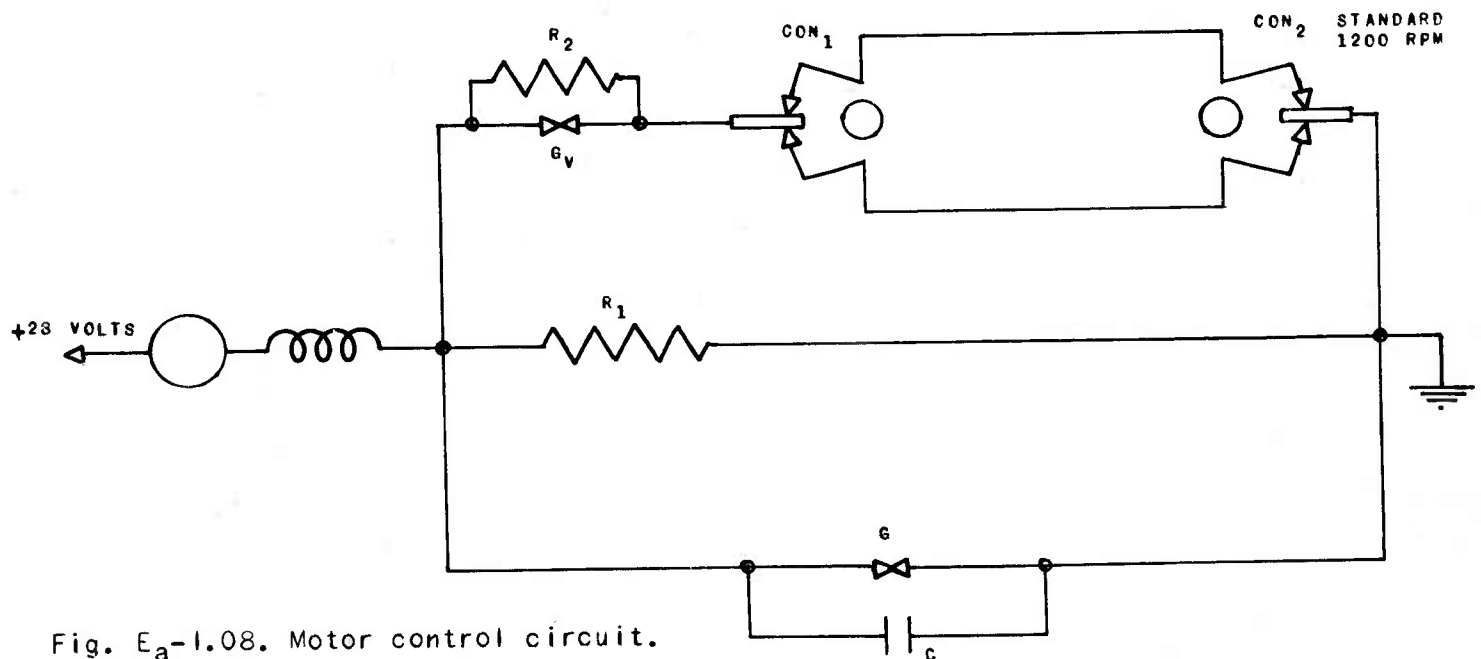 R2
CON1
CON2 STANDARD
1200 RPM
GV
R1
+28 VOLTS
G
C
Fig. Ea-1.08. Motor control circuit.